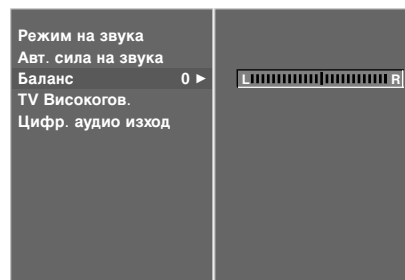 Режим на звука
Авт. сила на звука
Баланс 0 ►
L R
TV Високогов.
Цифр. аудио изход